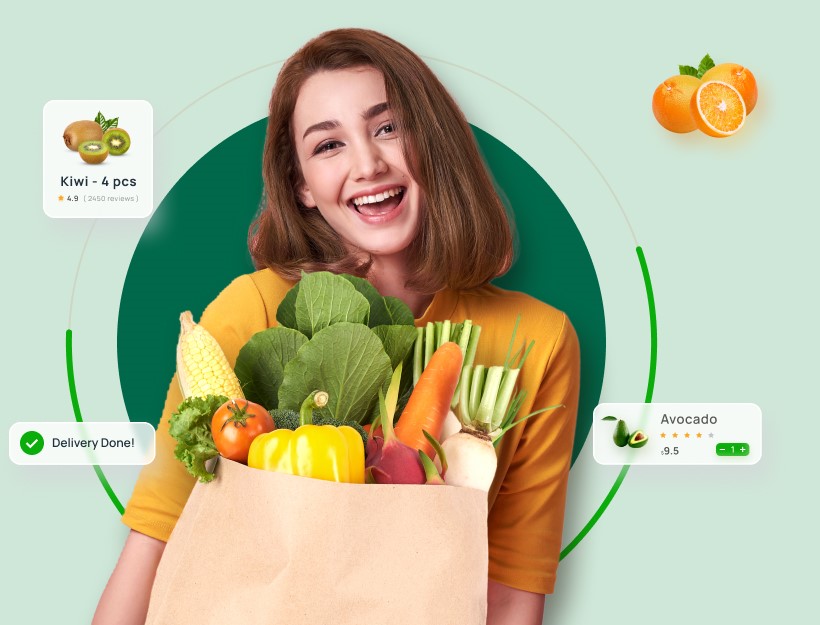 Kiwi - 4 pcs
4.9 ( 2450 reviews )
Delivery Done!
Avocado
$9.5
− 1 +